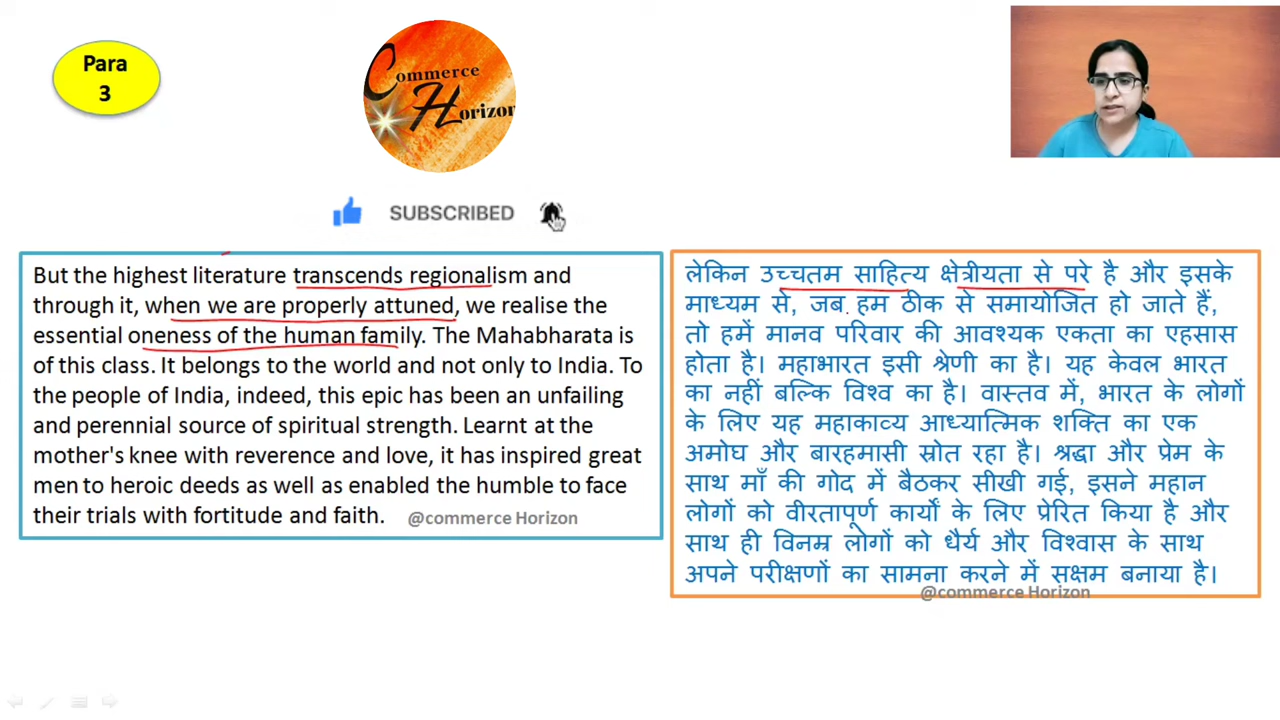 Para
3
Commerce
Horizon
SUBSCRIBED
But the highest literature transcends regionalism and
through it, when we are properly attuned, we realise the
essential oneness of the human family. The Mahabharata is
of this class. It belongs to the world and not only to India. To
the people of India, indeed, this epic has been an unfailing
and perennial source of spiritual strength. Learnt at the
mother's knee with reverence and love, it has inspired great
men to heroic deeds as well as enabled the humble to face
their trials with fortitude and faith.
@commerce Horizon
लेकिन उच्चतम साहित्य क्षेत्रीयता से परे है और इसके
माध्यम से, जब हम ठीक से समायोजित हो जाते हैं,
तो हमें मानव परिवार की आवश्यक एकता का एहसास
होता है। महाभारत इसी श्रेणी का है। यह केवल भारत
का नहीं बल्कि विश्व का है। वास्तव में, भारत के लोगों
के लिए यह महाकाव्य आध्यात्मिक शक्ति का एक
अमोघ और बारहमासी स्रोत रहा है। श्रद्धा और प्रेम के
साथ माँ की गोद में बैठकर सीखी गई, इसने महान
लोगों को वीरतापूर्ण कार्यों के लिए प्रेरित किया है और
साथ ही विनम्र लोगों को धैर्य और विश्वास के साथ
अपने परीक्षणों का सामना करने में सक्षम बनाया है।
@commerce Horizon